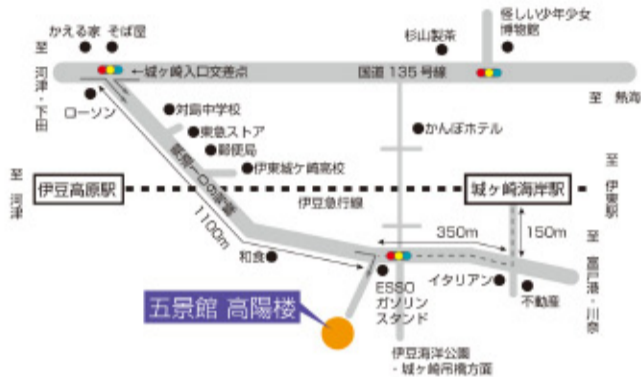 かえる家
そば屋
杉山製茶
怪しい少年少女
博物館
至 河津・下田
←城ヶ崎入口交差点
国道135号線
至 熱海
ローソン
対島中学校
東急ストア
郵便局
伊東城ケ崎高校
かんぽホテル
至 河津
伊豆高原駅
伊豆急行線
城ヶ崎海岸駅
至 伊東駅
1100m
350m
150m
和食
ESSO
ガソリン
スタンド
イタリアン
不動産
至 富戸港・川奈
五景館 高陽楼
伊豆海洋公園
・城ヶ崎吊橋方面